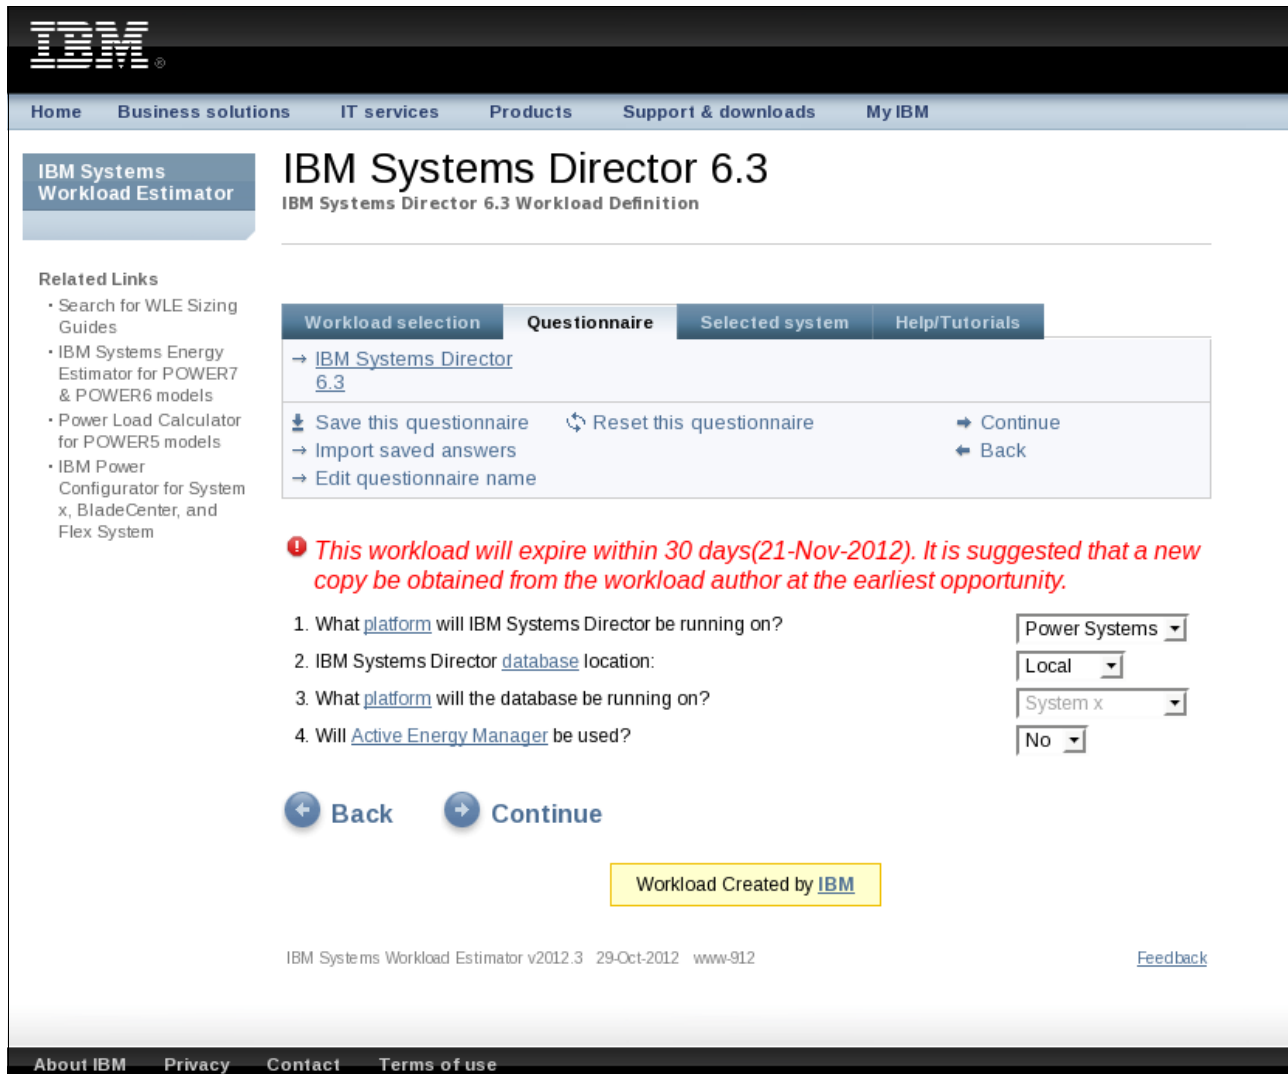 IBM®
Home Business solutions IT services Products Support & downloads My IBM
IBM Systems
Workload Estimator
IBM Systems Director 6.3
IBM Systems Director 6.3 Workload Definition
Related Links
· Search for WLE Sizing
Guides
· IBM Systems Energy
Estimator for POWER7
& POWER6 models
· Power Load Calculator
for POWER5 models
· IBM Power
Configurator for System
x, BladeCenter, and
Flex System
Workload selection Questionnaire Selected system Help/Tutorials
→ IBM Systems Director
6.3
Save this questionnaire Reset this questionnaire Continue
→ Import saved answers Back
→ Edit questionnaire name
This workload will expire within 30 days(21-Nov-2012). It is suggested that a new
copy be obtained from the workload author at the earliest opportunity.
1. What platform will IBM Systems Director be running on? Power Systems
2. IBM Systems Director database location: Local
3. What platform will the database be running on? System x
4. Will Active Energy Manager be used? No
Back Continue
Workload Created by IBM
IBM Systems Workload Estimator v2012.3 29-Oct-2012 www-912 Feedback
About IBM Privacy Contact Terms of use